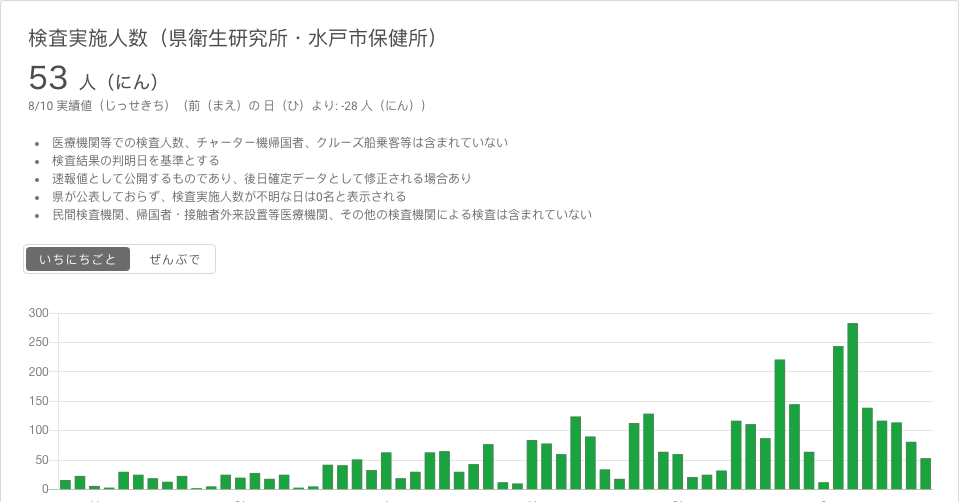 検査実施人数（県衛生研究所・水戸市保健所）
53 人（にん）
8/10 実績値（じっせきち）（前（まえ）の 日（ひ）より: -28 人（にん））
• 医療機関等での検査人数、チャーター機帰国者、クルーズ船乗客等は含まれていない
• 検査結果の判明日を基準とする
• 速報値として公開するものであり、後日確定データとして修正される場合あり
• 県が公表しておらず、検査実施人数が不明な日は0名と表示される
• 民間検査機関、帰国者・接触者外来設置等医療機関、その他の検査機関による検査は含まれていない
いちにちごと ぜんぶで
300
250
200
150
100
50
0